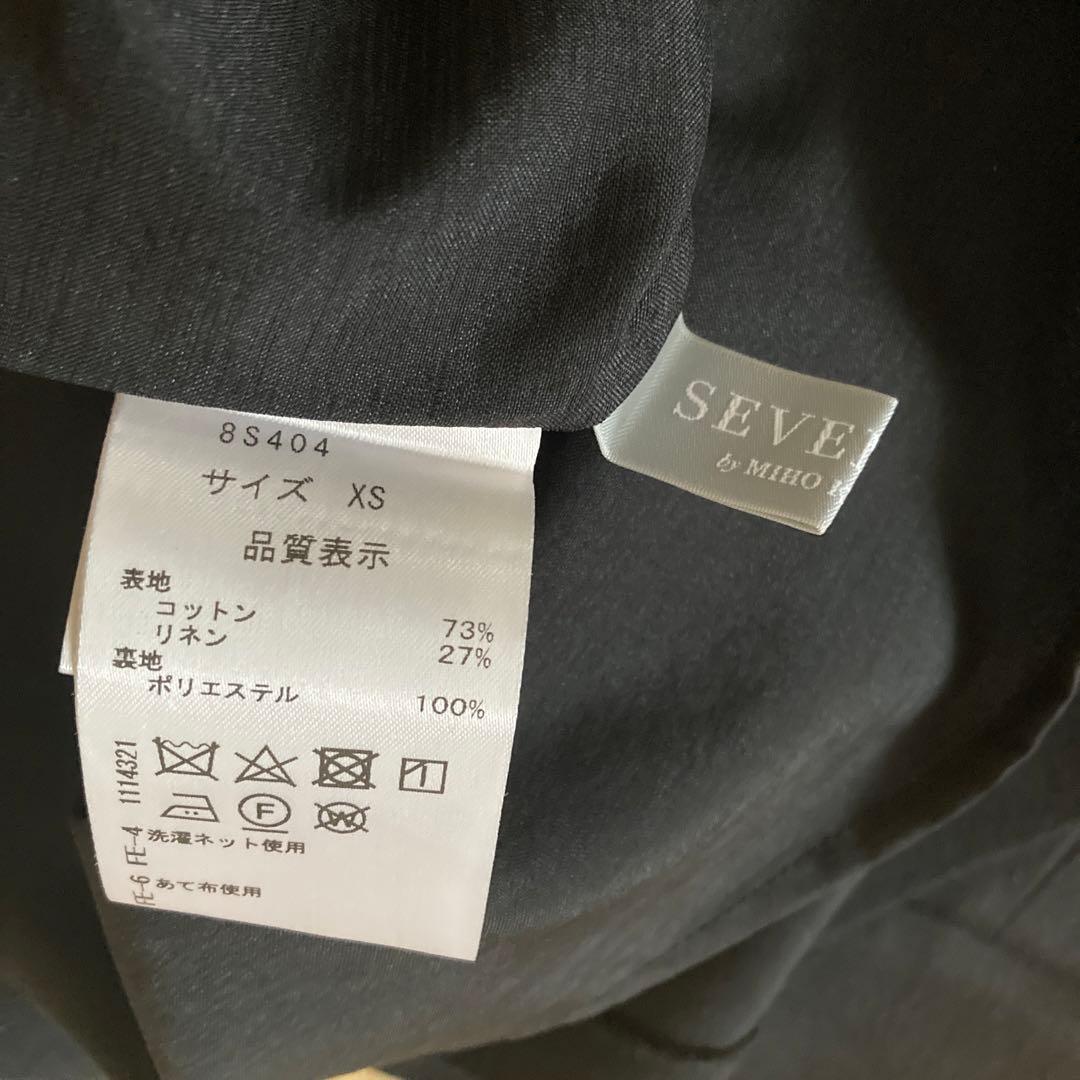 8S404
サイズ XS
品質表示
表地
コットン 73%
リネン 27%
裏地
ポリエステル 100%
F
W
洗濯ネット使用
あて布使用
FE-6 FE-4 1114321
SEVE
by MIHO